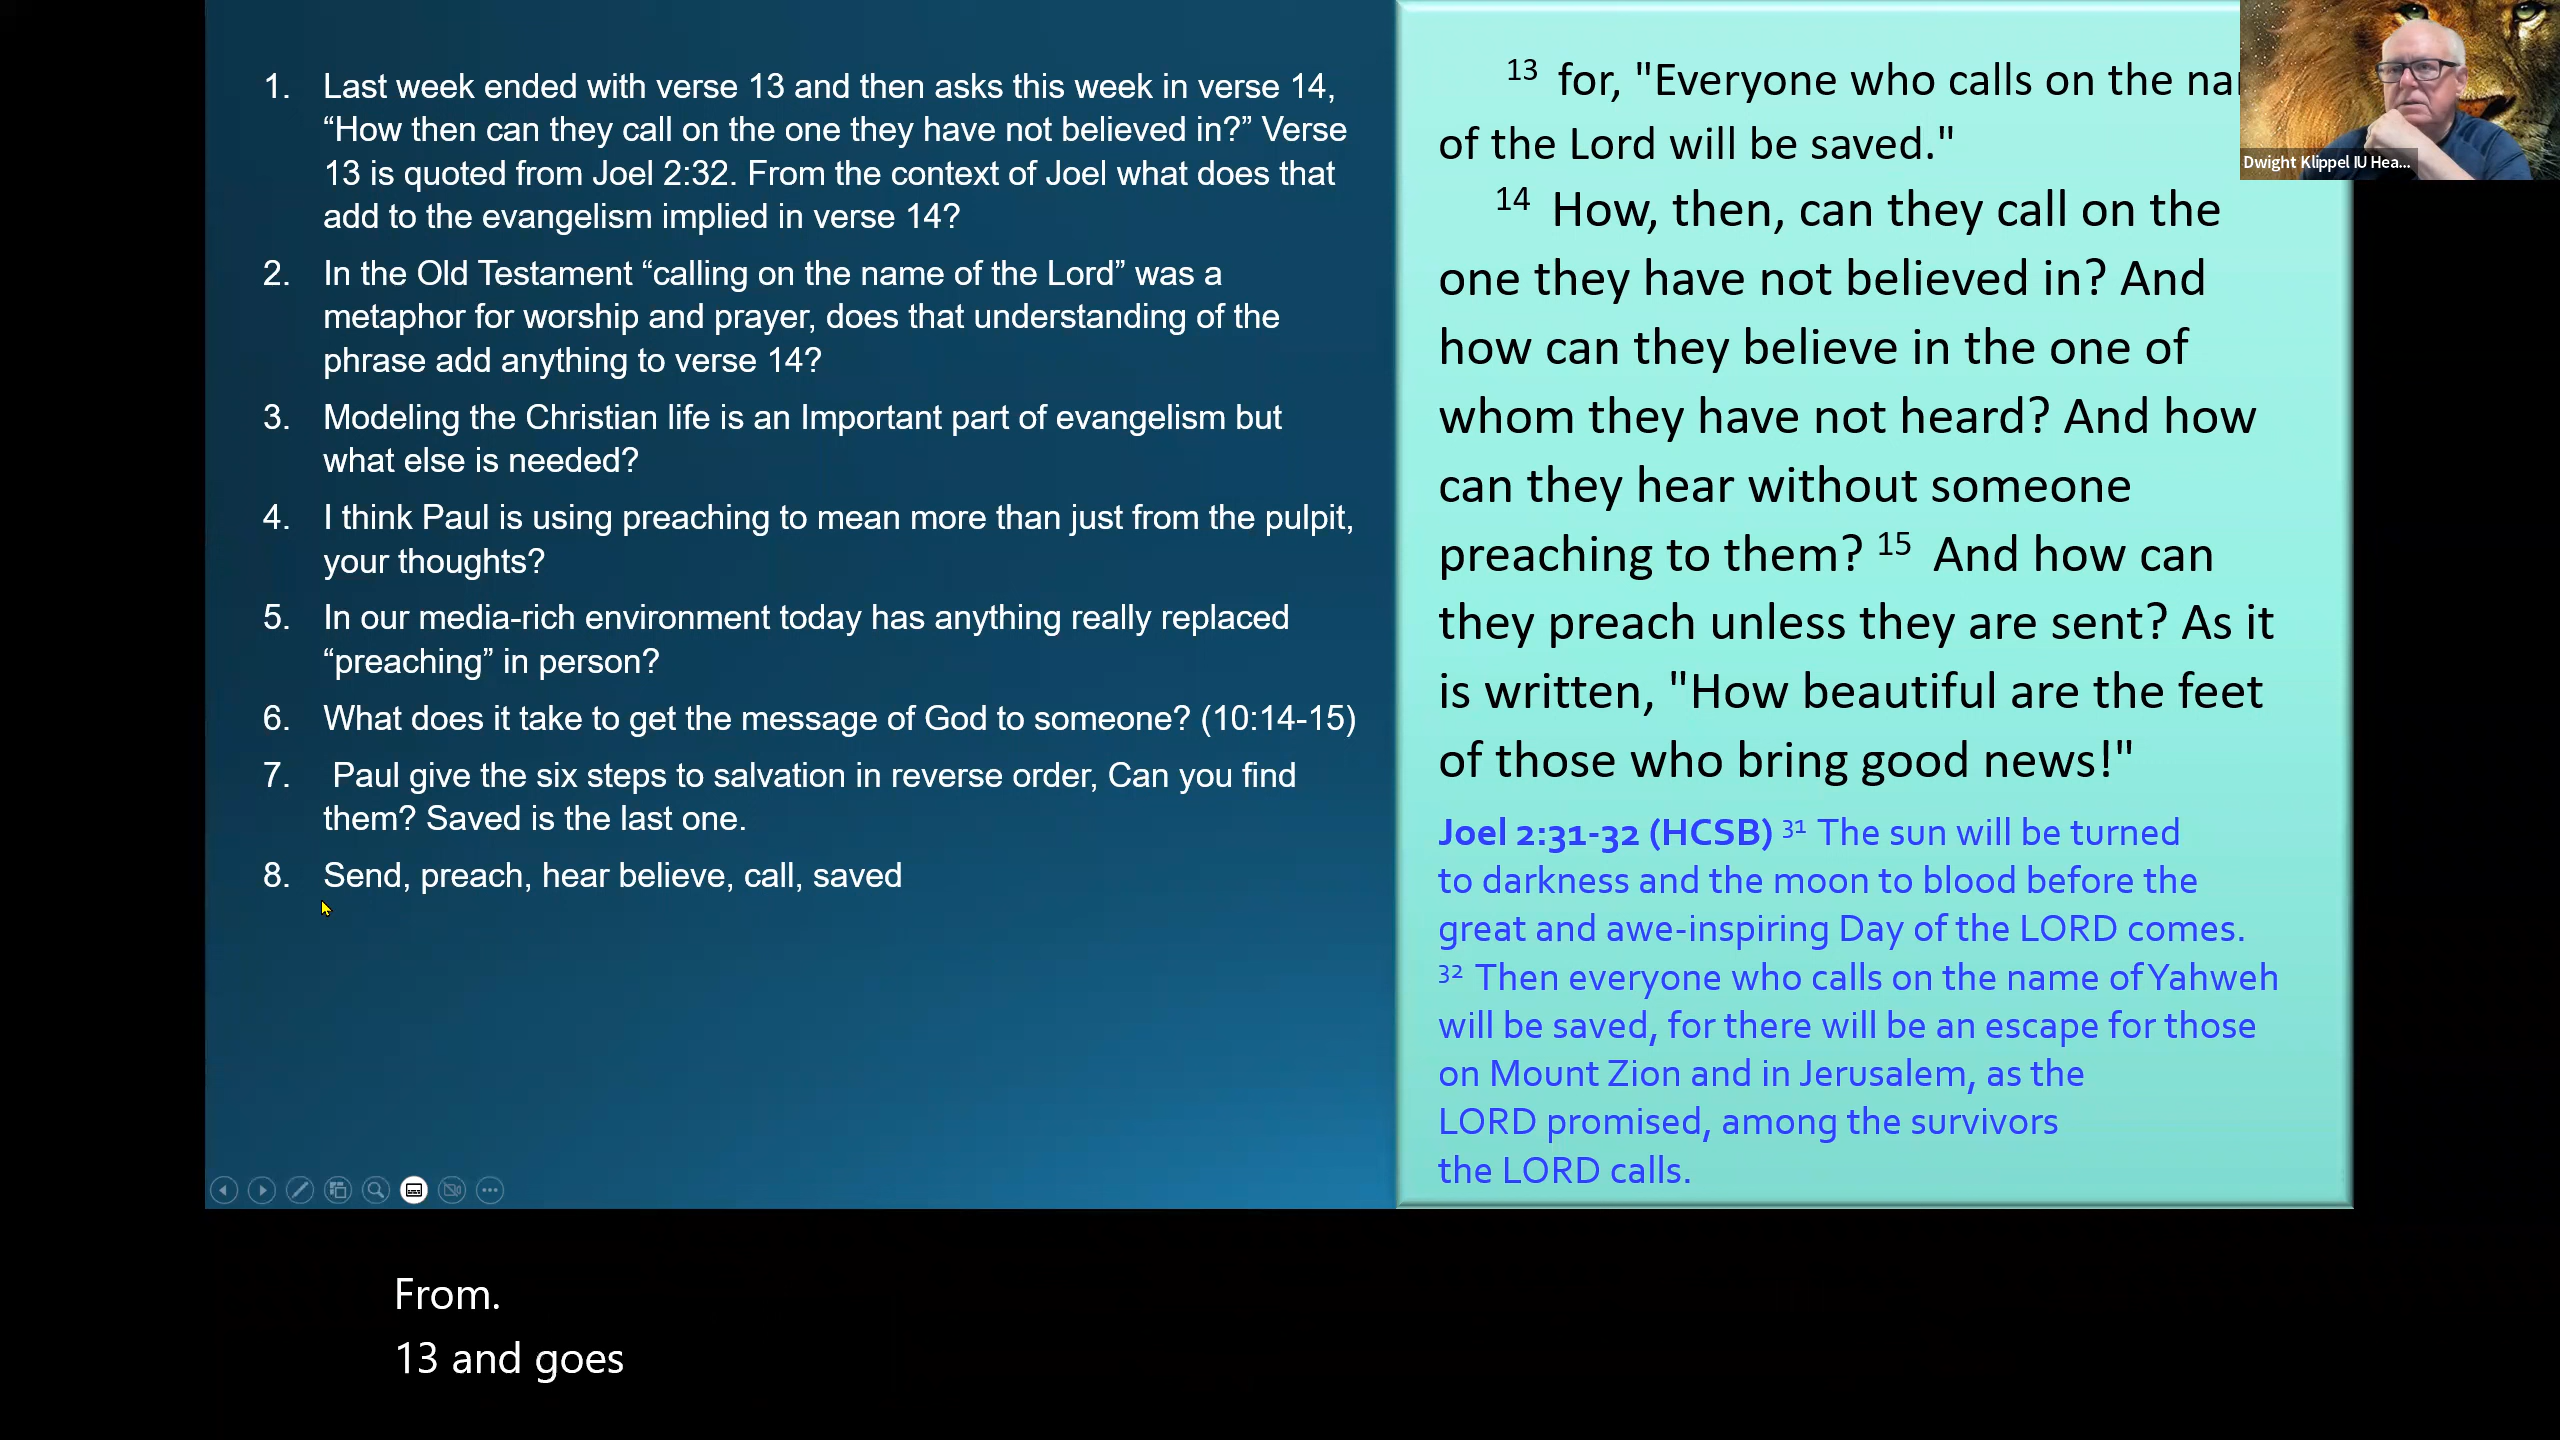 1. Last week ended with verse 13 and then asks this week in verse 14,
“How then can they call on the one they have not believed in?” Verse
13 is quoted from Joel 2:32. From the context of Joel what does that
add to the evangelism implied in verse 14?
2. In the Old Testament “calling on the name of the Lord” was a
metaphor for worship and prayer, does that understanding of the
phrase add anything to verse 14?
3. Modeling the Christian life is an Important part of evangelism but
what else is needed?
4. I think Paul is using preaching to mean more than just from the pulpit,
your thoughts?
5. In our media-rich environment today has anything really replaced
“preaching” in person?
6. What does it take to get the message of God to someone? (10:14-15)
7. Paul give the six steps to salvation in reverse order, Can you find
them? Saved is the last one.
8. Send, preach, hear believe, call, saved
13 for, "Everyone who calls on the
of the Lord will be saved."
14 How, then, can they call on the
one they have not believed in? And
how can they believe in the one of
whom they have not heard? And how
can they hear without someone
preaching to them? 15 And how can
they preach unless they are sent? As it
is written, "How beautiful are the feet
of those who bring good news!"
Joel 2:31-32 (HCSB) 31 The sun will be turned
to darkness and the moon to blood before the
great and awe-inspiring Day of the LORD comes.
32 Then everyone who calls on the name of Yahweh
will be saved, for there will be an escape for those
on Mount Zion and in Jerusalem, as the
LORD promised, among the survivors
the LORD calls.
Dwight Klippel IU Hea...
From.
13 and goes